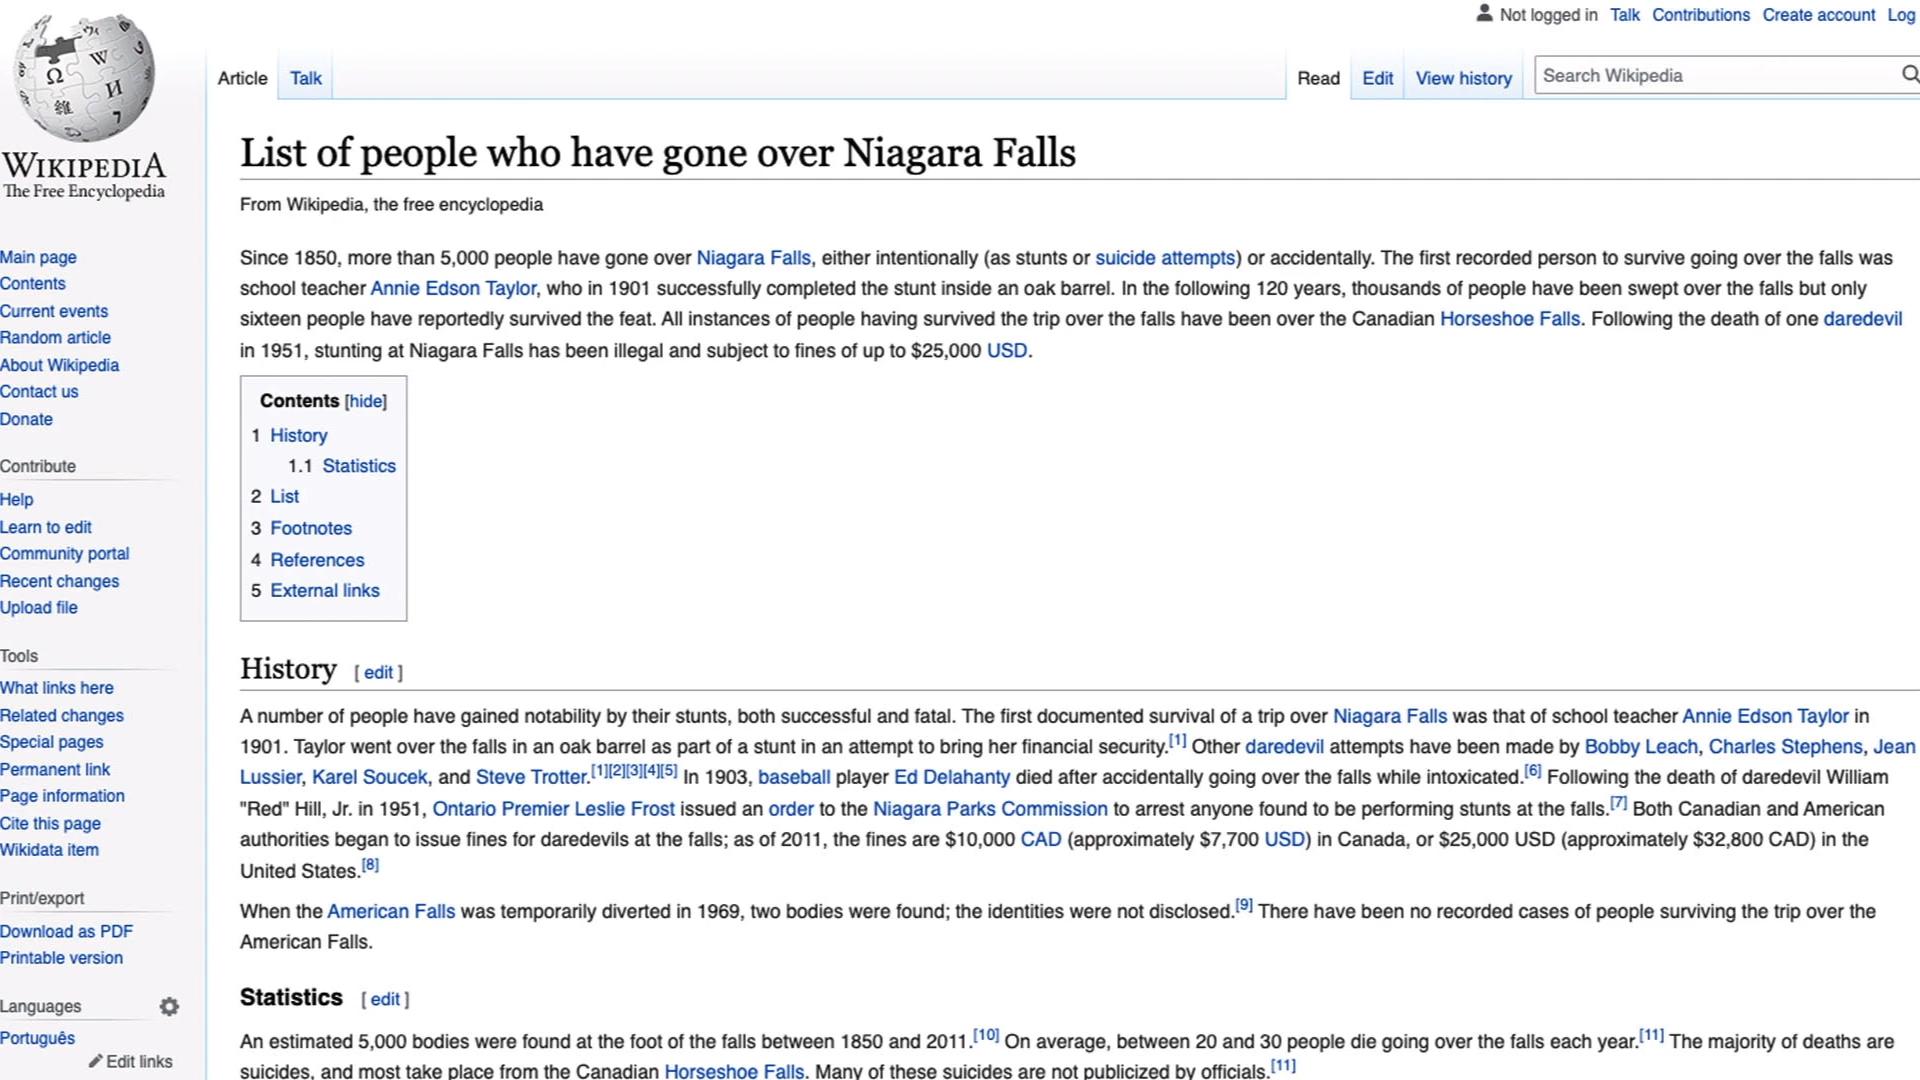 Not logged in Talk Contributions Create account Log
Article Talk Read Edit View history Search Wikipedia
WIKIPEDIA
The Free Encyclopedia
Main page
Contents
Current events
Random article
About Wikipedia
Contact us
Donate
Contribute
Help
Learn to edit
Community portal
Recent changes
Upload file
Tools
What links here
Related changes
Special pages
Permanent link
Page information
Cite this page
Wikidata item
Print/export
Download as PDF
Printable version
Languages
Português
Edit links
List of people who have gone over Niagara Falls
From Wikipedia, the free encyclopedia
Since 1850, more than 5,000 people have gone over Niagara Falls, either intentionally (as stunts or suicide attempts) or accidentally. The first recorded person to survive going over the falls was
school teacher Annie Edson Taylor, who in 1901 successfully completed the stunt inside an oak barrel. In the following 120 years, thousands of people have been swept over the falls but only
sixteen people have reportedly survived the feat. All instances of people having survived the trip over the falls have been over the Canadian Horseshoe Falls. Following the death of one daredevil
in 1951, stunting at Niagara Falls has been illegal and subject to fines of up to $25,000 USD.
Contents [hide]
1 History
1.1 Statistics
2 List
3 Footnotes
4 References
5 External links
History [ edit ]
A number of people have gained notability by their stunts, both successful and fatal. The first documented survival of a trip over Niagara Falls was that of school teacher Annie Edson Taylor in
1901. Taylor went over the falls in an oak barrel as part of a stunt in an attempt to bring her financial security.[1] Other daredevil attempts have been made by Bobby Leach, Charles Stephens, Jean
Lussier, Karel Soucek, and Steve Trotter.[1][2][3][4][5] In 1903, baseball player Ed Delahanty died after accidentally going over the falls while intoxicated.[6] Following the death of daredevil William
"Red" Hill, Jr. in 1951, Ontario Premier Leslie Frost issued an order to the Niagara Parks Commission to arrest anyone found to be performing stunts at the falls.[7] Both Canadian and American
authorities began to issue fines for daredevils at the falls; as of 2011, the fines are $10,000 CAD (approximately $7,700 USD) in Canada, or $25,000 USD (approximately $32,800 CAD) in the
United States.[8]
When the American Falls was temporarily diverted in 1969, two bodies were found; the identities were not disclosed.[9] There have been no recorded cases of people surviving the trip over the
American Falls.
Statistics [ edit ]
An estimated 5,000 bodies were found at the foot of the falls between 1850 and 2011.[10] On average, between 20 and 30 people die going over the falls each year.[11] The majority of deaths are
suicides, and most take place from the Canadian Horseshoe Falls. Many of these suicides are not publicized by officials.[11]